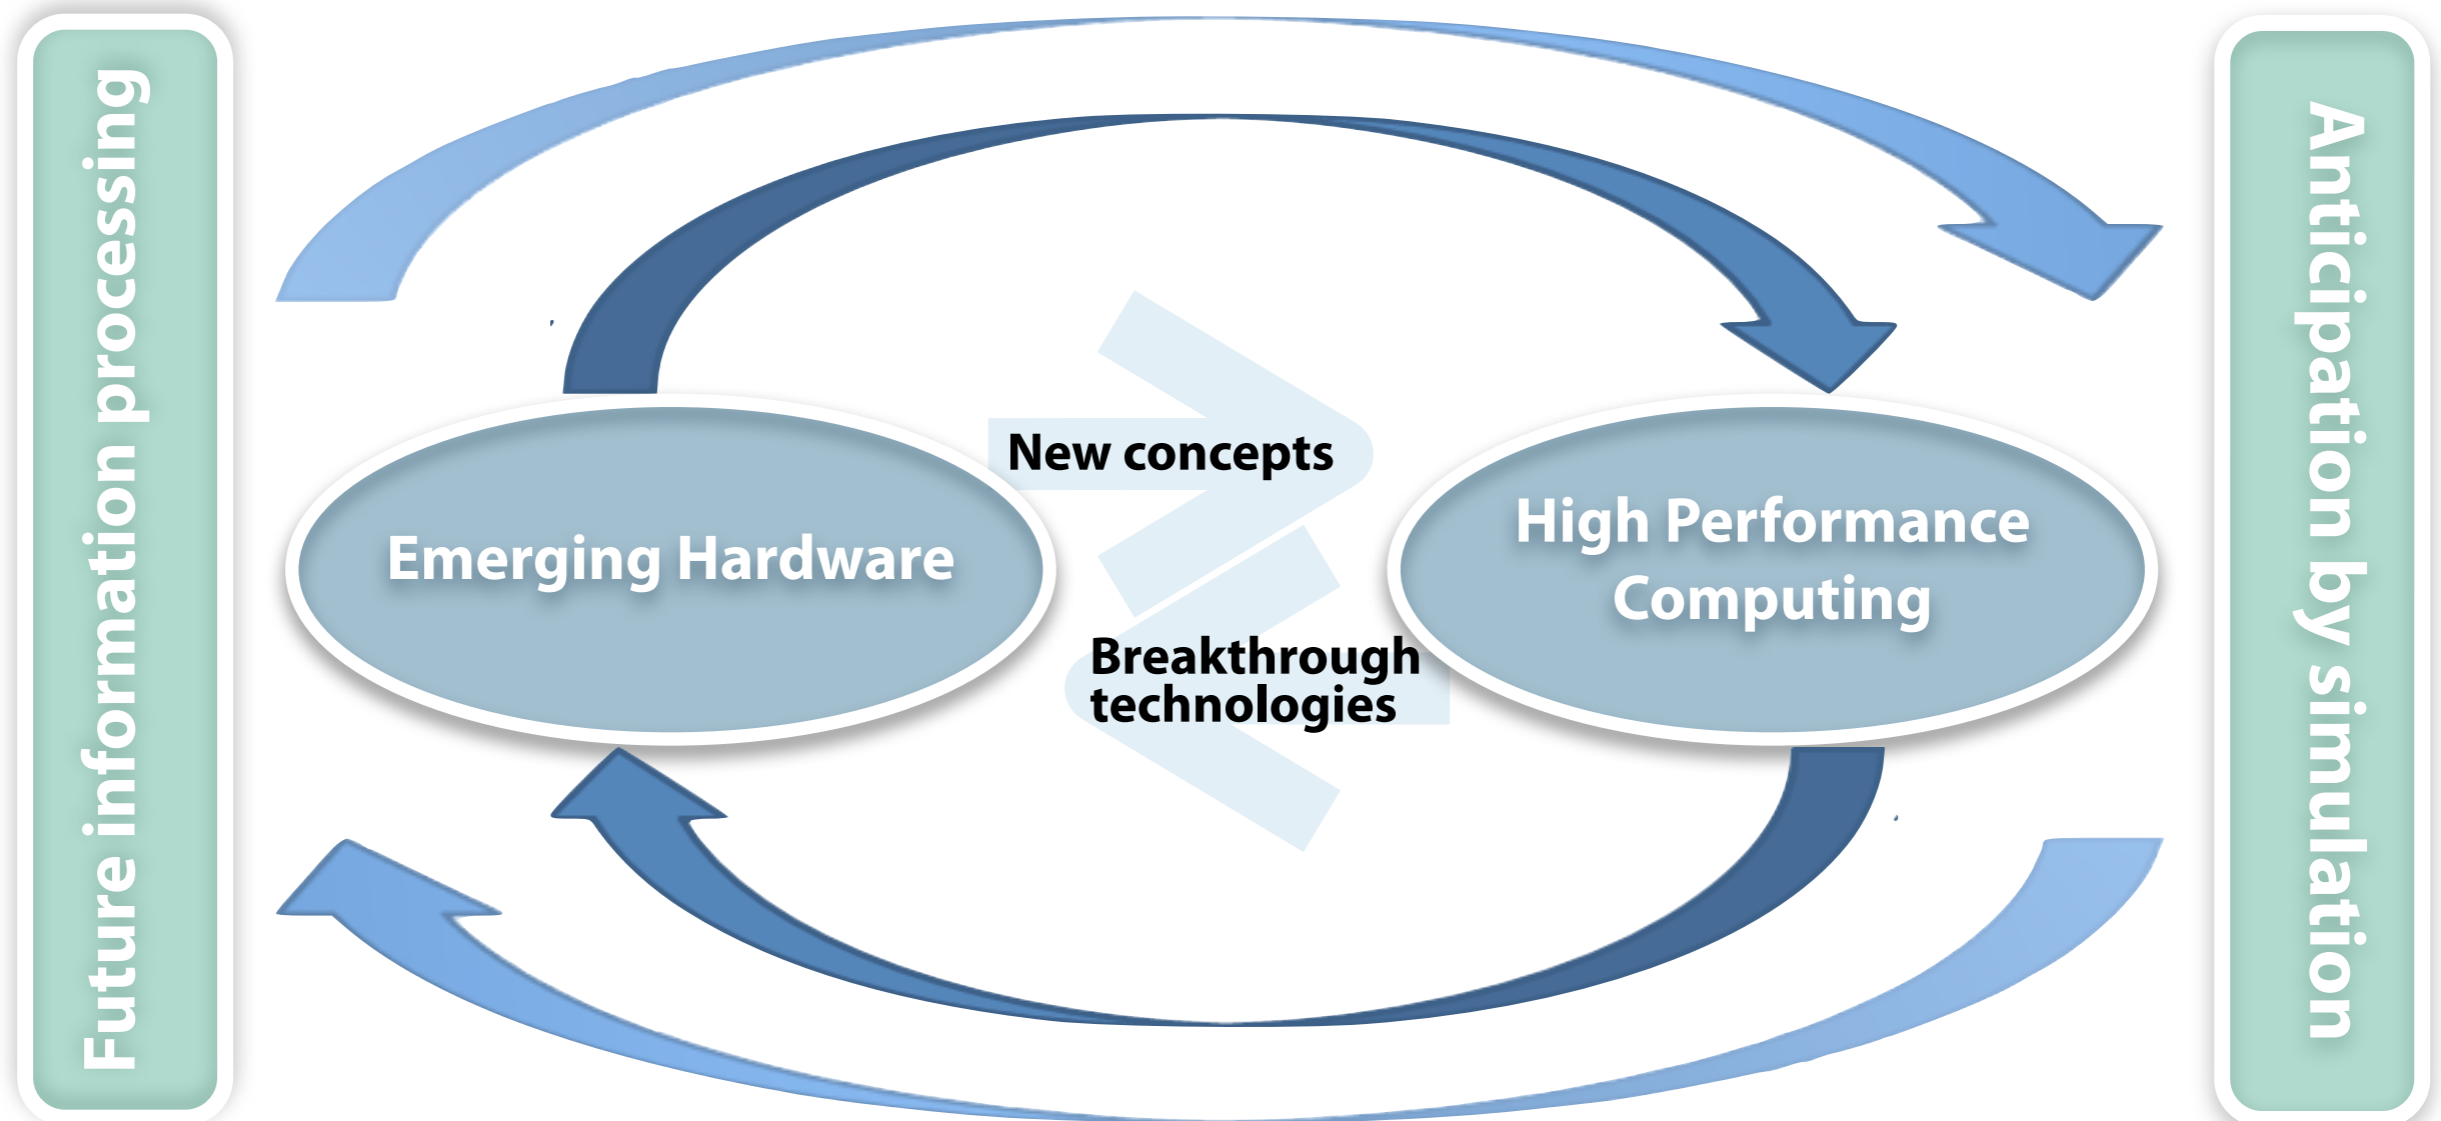 Future information processing
Emerging Hardware
New concepts
Breakthrough
technologies
High Performance
Computing
Anticipation by simulation